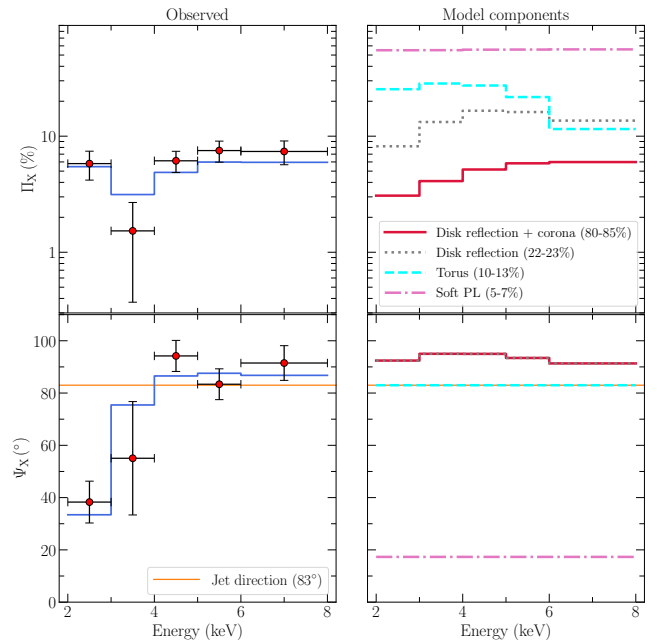 Observed
Model components
10
1
Π_X (%)
Disk reflection + corona (80-85%)
Disk reflection (22-23%)
Torus (10-13%)
Soft PL (5-7%)
100
80
60
40
20
0
Ψ_X (°)
Jet direction (83°)
2 4 6 8
2 4 6 8
Energy (keV)
Energy (keV)